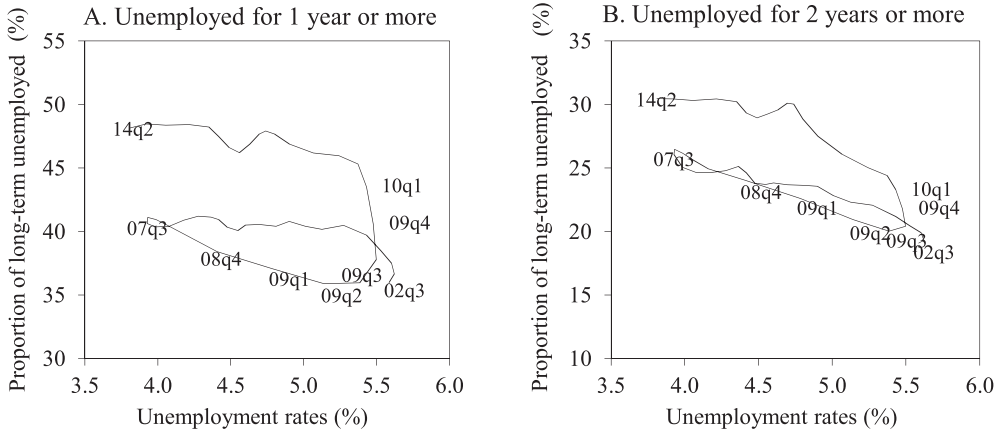 A. Unemployed for 1 year or more
Proportion of long-term unemployed (%)
55
50
45
40
35
30
14q2
10q1
09q4
07q3
08q4
09q1
09q3
09q2
02q3
3.5 4.0 4.5 5.0 5.5 6.0
Unemployment rates (%)
B. Unemployed for 2 years or more
Proportion of long-term unemployed (%)
35
30
25
20
15
10
14q2
07q3
08q4
10q1
09q1
09q4
09q2
09q3
02q3
3.5 4.0 4.5 5.0 5.5 6.0
Unemployment rates (%)